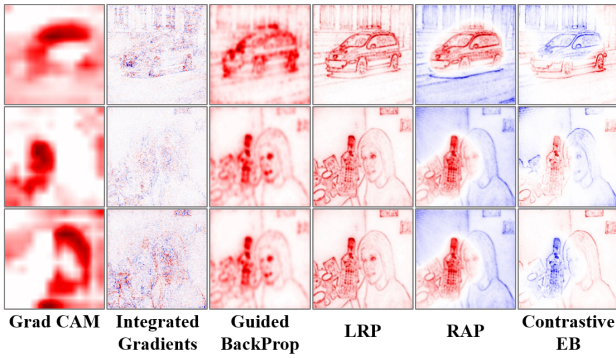 Grad CAM
Integrated
Gradients
Guided
BackProp
LRP
RAP
Contrastive
EB